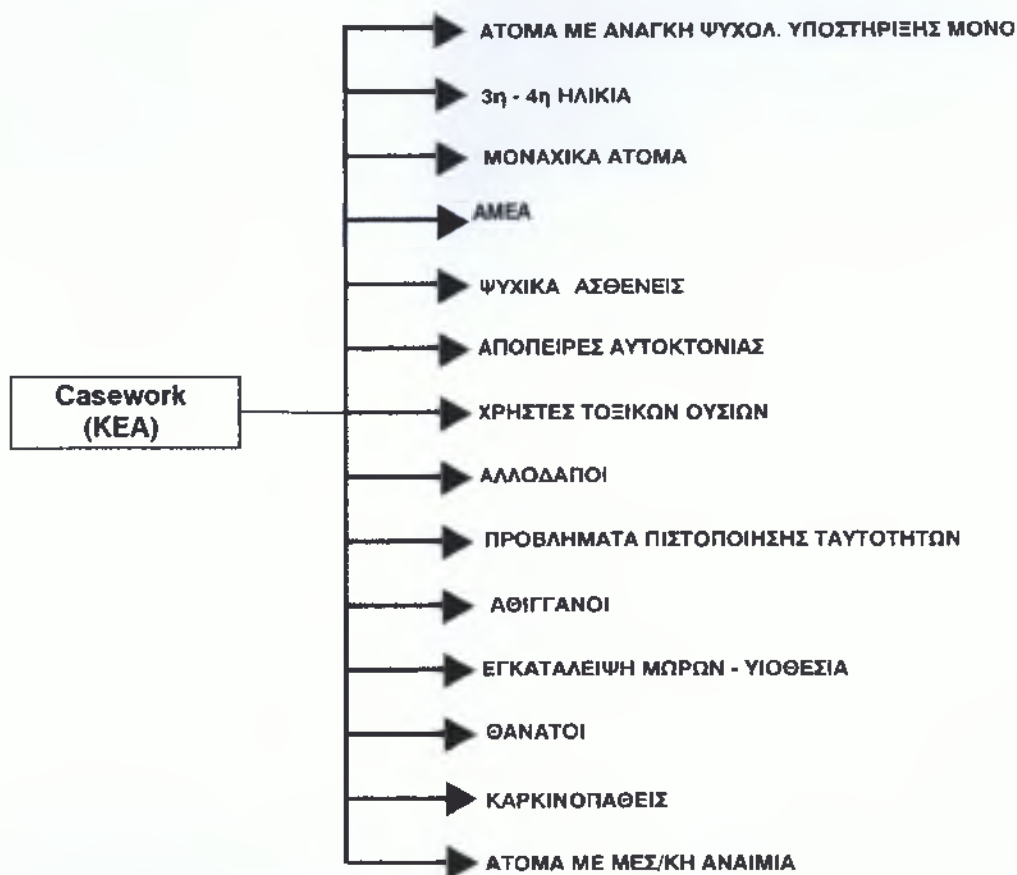 ΑΤΟΜΑ ΜΕ ΑΝΑΓΚΗ ΨΥΧΟΛ. ΥΠΟΣΤΗΡΙΞΗΣ ΜΟΝΟ
3η - 4η ΗΛΙΚΙΑ
ΜΟΝΑΧΙΚΑ ΑΤΟΜΑ
ΑΜΕΑ
ΨΥΧΙΚΑ ΑΣΘΕΝΕΙΣ
ΑΠΟΠΕΙΡΕΣ ΑΥΤΟΚΤΟΝΙΑΣ
Casework
(ΚΕΑ)
ΧΡΗΣΤΕΣ ΤΟΞΙΚΩΝ ΟΥΣΙΩΝ
ΑΛΛΟΔΑΠΟΙ
ΠΡΟΒΛΗΜΑΤΑ ΠΙΣΤΟΠΟΙΗΣΗΣ ΤΑΥΤΟΤΗΤΩΝ
ΑΘΙΓΓΑΝΟΙ
ΕΓΚΑΤΑΛΕΙΨΗ ΜΩΡΩΝ - ΥΙΟΘΕΣΙΑ
ΘΑΝΑΤΟΙ
ΚΑΡΚΙΝΟΠΑΘΕΙΣ
ΑΤΟΜΑ ΜΕ ΜΕΣ/ΚΗ ΑΝΑΙΜΙΑ